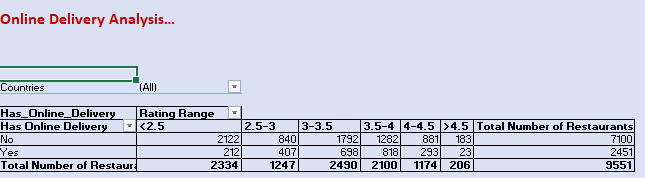 Online Delivery Analysis...
Countries (All)
Has_Online_Delivery Rating Range
Has Online Delivery <2.5 2.5-3 3-3.5 3.5-4 4-4.5 >4.5 Total Number of Restaurants
No 2122 840 1792 1282 881 183 7100
Yes 212 407 698 818 293 23 2451
Total Number of Restaura 2334 1247 2490 2100 1174 206 9551